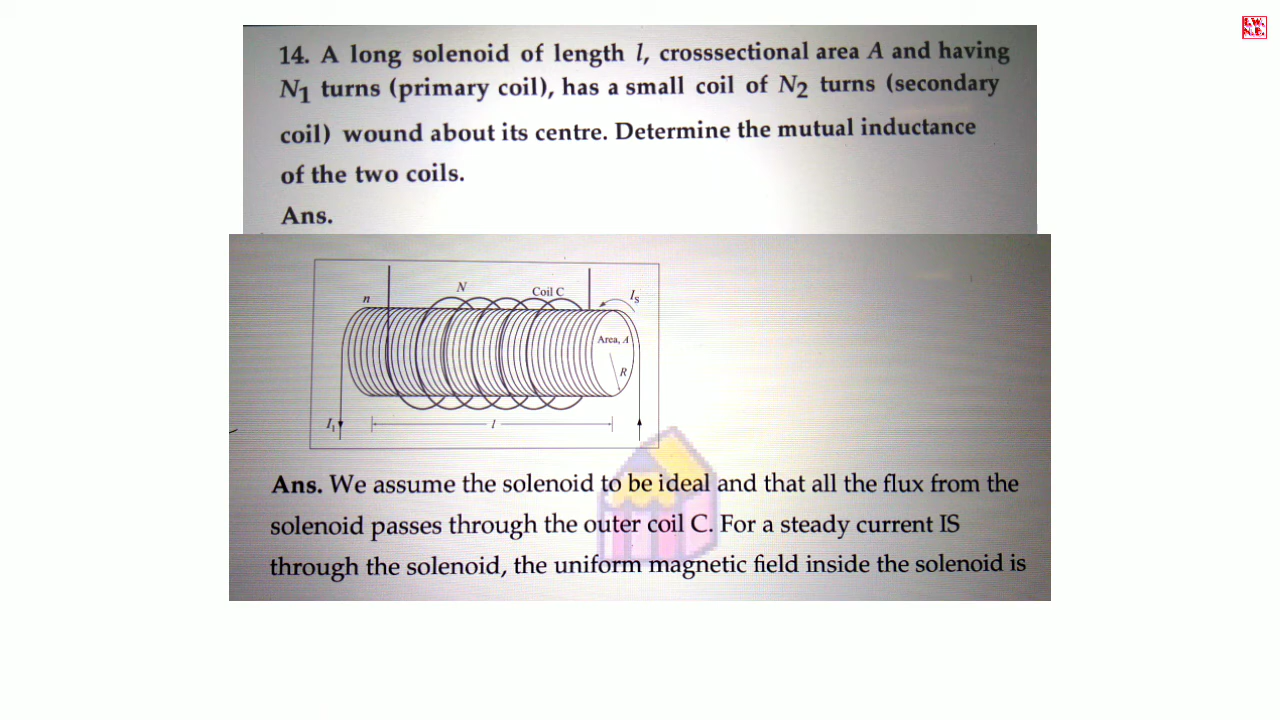 L.W.
N.E.
14. A long solenoid of length l, crosssectional area A and having
N1 turns (primary coil), has a small coil of N2 turns (secondary
coil) wound about its centre. Determine the mutual inductance
of the two coils.
Ans.
n N Coil C Is
Area, A
R
I1 l
Ans. We assume the solenoid to be ideal and that all the flux from the
solenoid passes through the outer coil C. For a steady current IS
through the solenoid, the uniform magnetic field inside the solenoid is